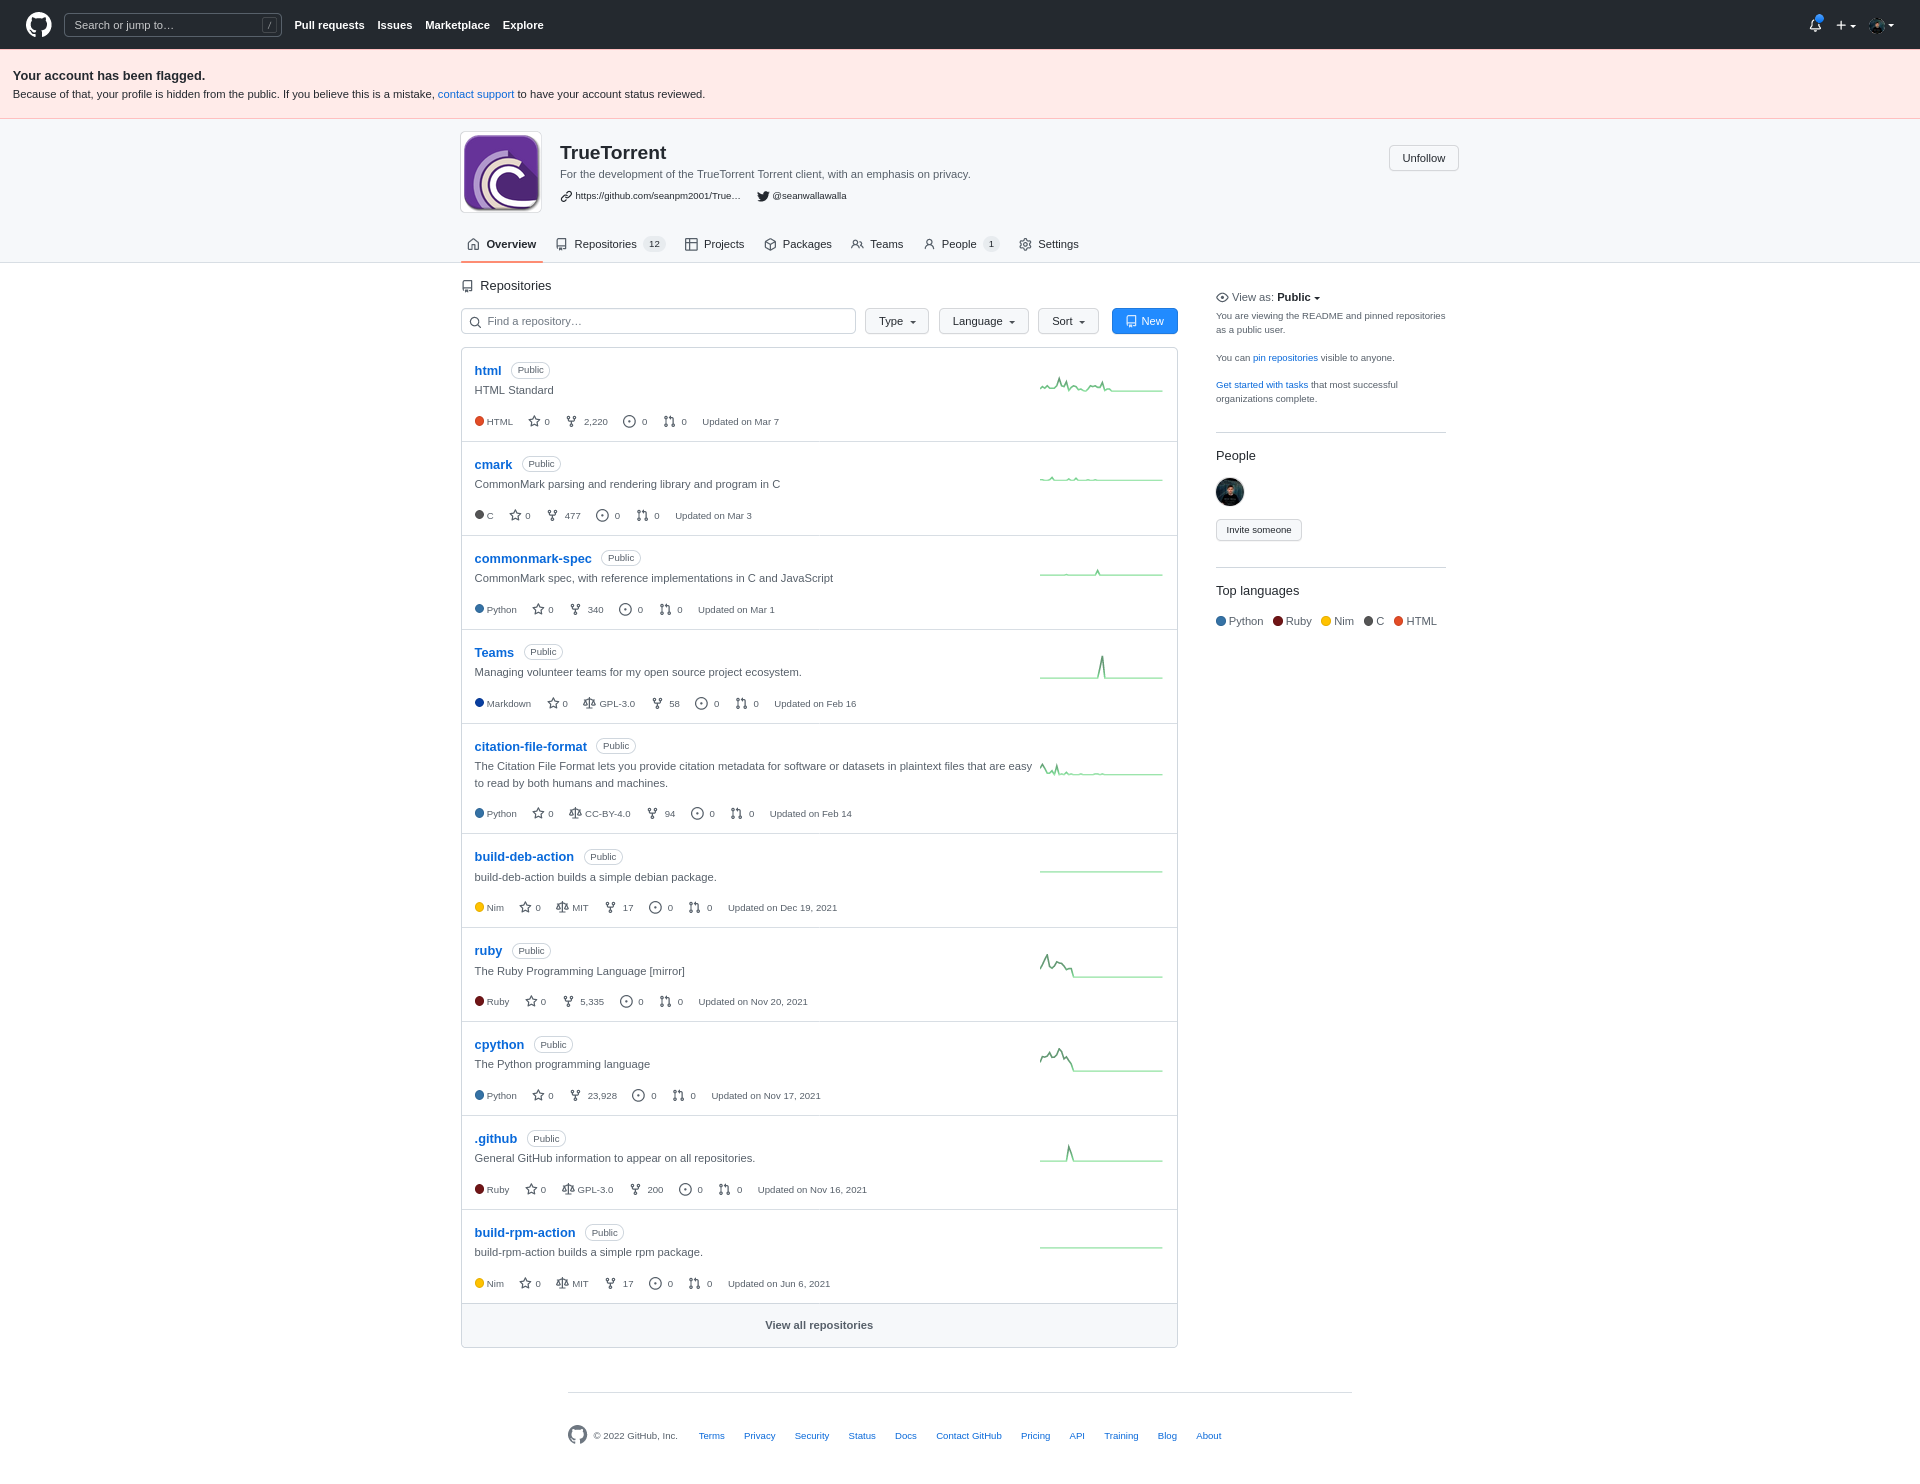 Search or jump to… /
Pull requests Issues Marketplace Explore
Your account has been flagged.
Because of that, your profile is hidden from the public. If you believe this is a mistake, contact support to have your account status reviewed.
TrueTorrent
Unfollow
For the development of the TrueTorrent Torrent client, with an emphasis on privacy.
https://github.com/seanpm2001/True… @seanwallawalla
Overview Repositories 12 Projects Packages Teams People 1 Settings
Repositories
Find a repository… Type Language Sort New
html Public
HTML Standard
HTML 0 2,220 0 0 Updated on Mar 7
cmark Public
CommonMark parsing and rendering library and program in C
C 0 477 0 0 Updated on Mar 3
commonmark-spec Public
CommonMark spec, with reference implementations in C and JavaScript
Python 0 340 0 0 Updated on Mar 1
Teams Public
Managing volunteer teams for my open source project ecosystem.
Markdown 0 GPL-3.0 58 0 0 Updated on Feb 16
citation-file-format Public
The Citation File Format lets you provide citation metadata for software or datasets in plaintext files that are easy
to read by both humans and machines.
Python 0 CC-BY-4.0 94 0 0 Updated on Feb 14
build-deb-action Public
build-deb-action builds a simple debian package.
Nim 0 MIT 17 0 0 Updated on Dec 19, 2021
ruby Public
The Ruby Programming Language [mirror]
Ruby 0 5,335 0 0 Updated on Nov 20, 2021
cpython Public
The Python programming language
Python 0 23,928 0 0 Updated on Nov 17, 2021
.github Public
General GitHub information to appear on all repositories.
Ruby 0 GPL-3.0 200 0 0 Updated on Nov 16, 2021
build-rpm-action Public
build-rpm-action builds a simple rpm package.
Nim 0 MIT 17 0 0 Updated on Jun 6, 2021
View all repositories
View as: Public
You are viewing the README and pinned repositories
as a public user.
You can pin repositories visible to anyone.
Get started with tasks that most successful
organizations complete.
People
Invite someone
Top languages
Python Ruby Nim C HTML
© 2022 GitHub, Inc. Terms Privacy Security Status Docs Contact GitHub Pricing API Training Blog About